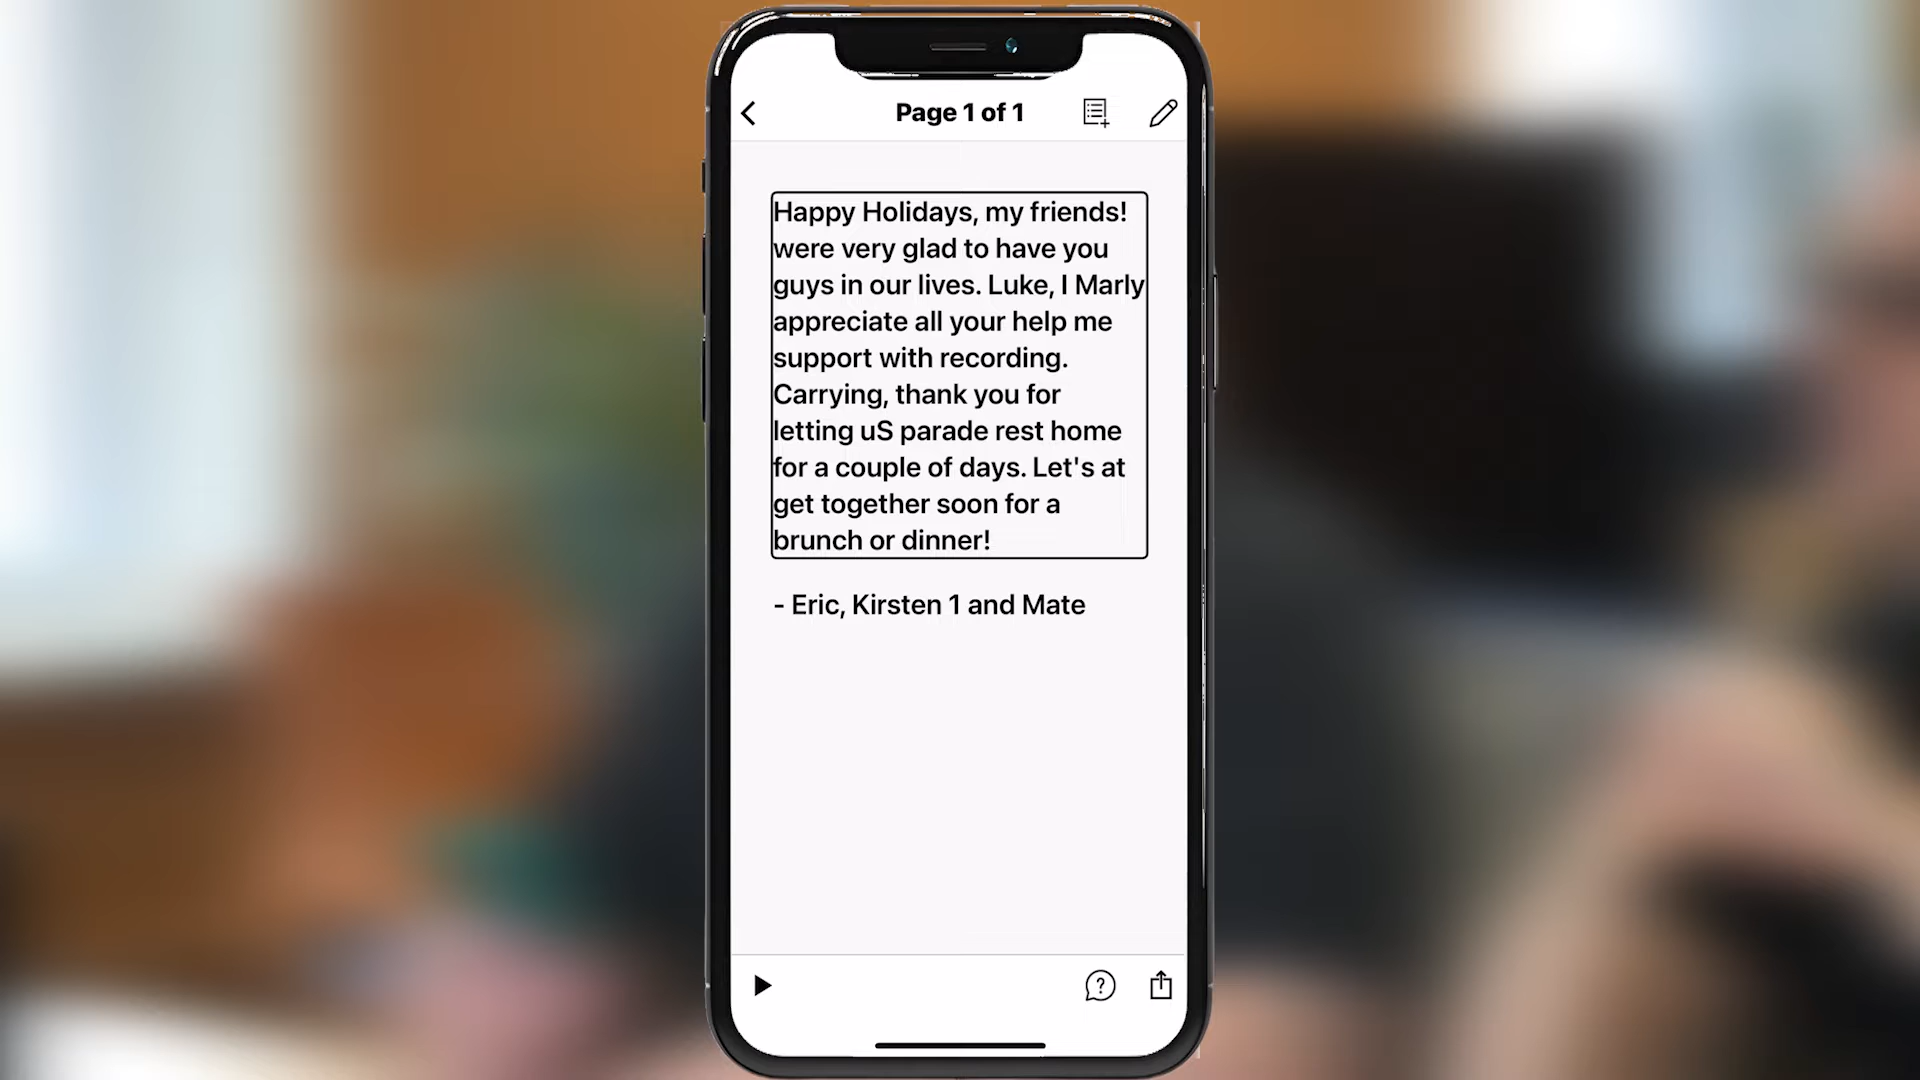 Page 1 of 1
Happy Holidays, my friends!
were very glad to have you
guys in our lives. Luke, I Marly
appreciate all your help me
support with recording.
Carrying, thank you for
letting uS parade rest home
for a couple of days. Let's at
get together soon for a
brunch or dinner!
- Eric, Kirsten 1 and Mate